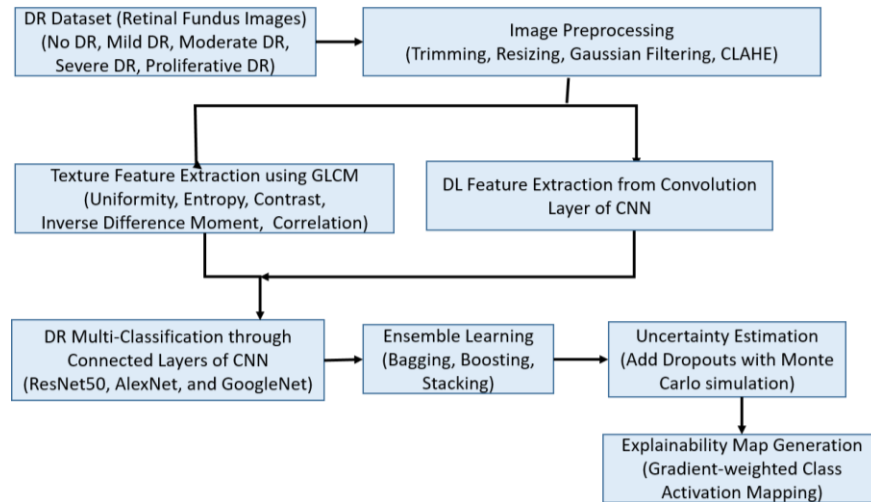 DR Dataset (Retinal Fundus Images)
(No DR, Mild DR, Moderate DR,
Severe DR, Proliferative DR)
Image Preprocessing
(Trimming, Resizing, Gaussian Filtering, CLAHE)
Texture Feature Extraction using GLCM
(Uniformity, Entropy, Contrast,
Inverse Difference Moment, Correlation)
DL Feature Extraction from Convolution
Layer of CNN
DR Multi-Classification through
Connected Layers of CNN
(ResNet50, AlexNet, and GoogleNet)
Ensemble Learning
(Bagging, Boosting,
Stacking)
Uncertainty Estimation
(Add Dropouts with Monte
Carlo simulation)
Explainability Map Generation
(Gradient-weighted Class
Activation Mapping)